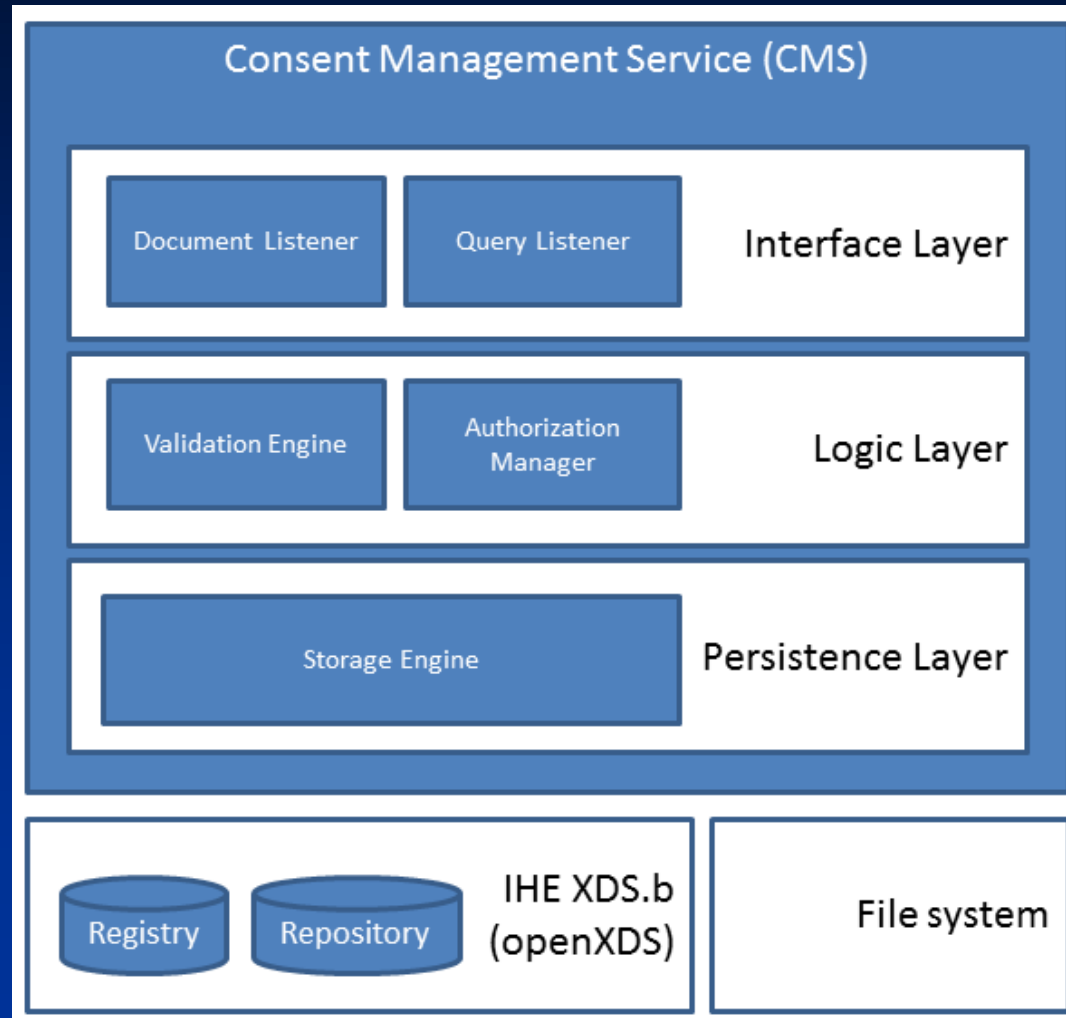 Consent Management Service (CMS)
Document Listener
Query Listener
Interface Layer
Validation Engine
Authorization
Manager
Logic Layer
Storage Engine
Persistence Layer
Registry
Repository
IHE XDS.b
(openXDS)
File system